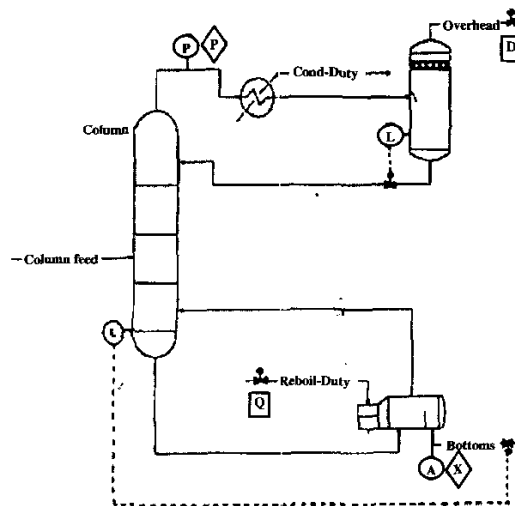 Overhead
D
P
P
Cond-Duty
Column
L
Column feed
L
Reboil-Duty
Q
Bottoms
A
X